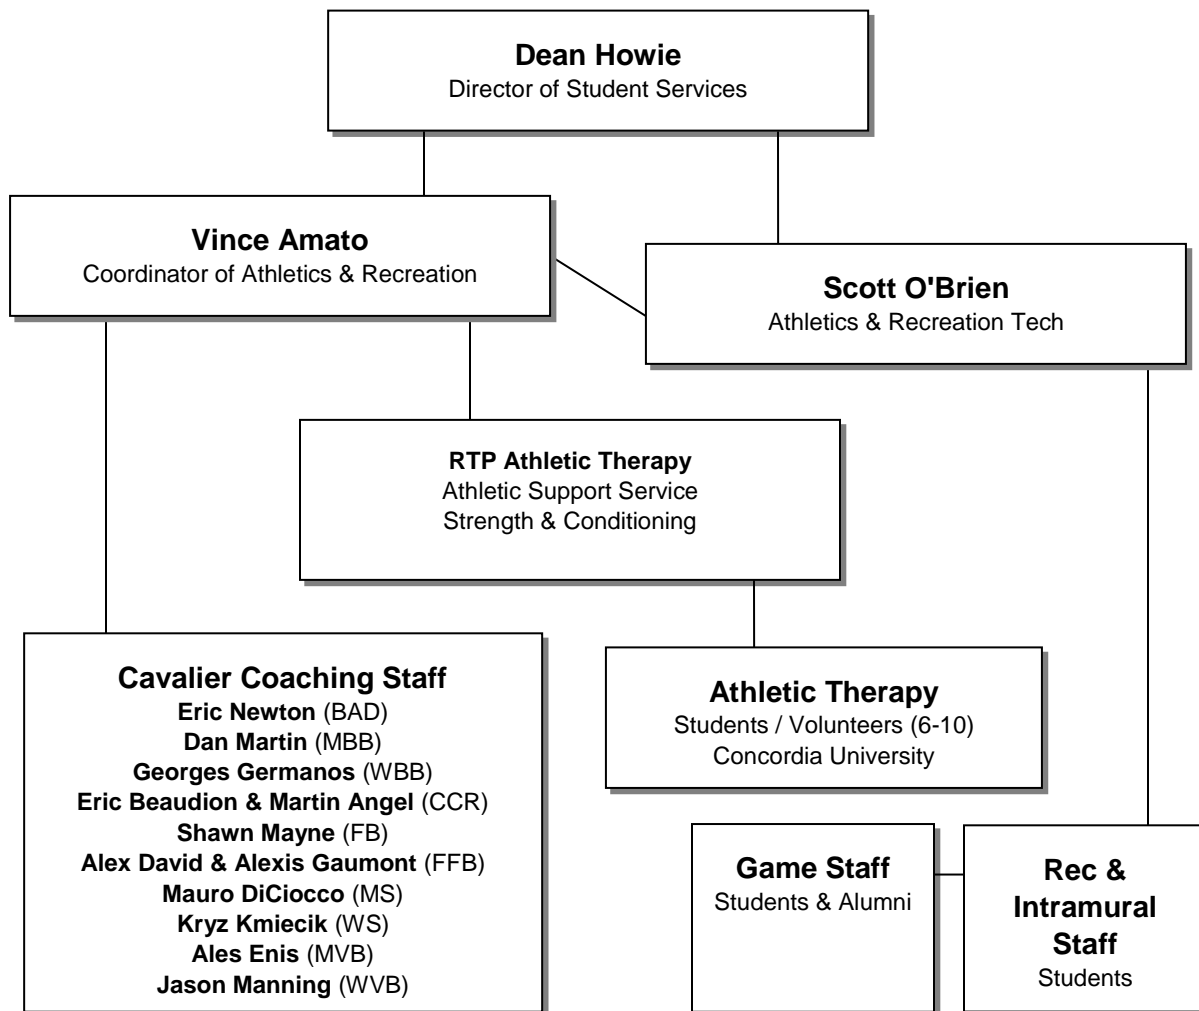 Dean Howie
Director of Student Services
Vince Amato
Coordinator of Athletics & Recreation
Scott O'Brien
Athletics & Recreation Tech
RTP Athletic Therapy
Athletic Support Service
Strength & Conditioning
Cavalier Coaching Staff
Eric Newton (BAD)
Dan Martin (MBB)
Georges Germanos (WBB)
Eric Beaudion & Martin Angel (CCR)
Shawn Mayne (FB)
Alex David & Alexis Gaumont (FFB)
Mauro DiCiocco (MS)
Kryz Kmiecik (WS)
Ales Enis (MVB)
Jason Manning (WVB)
Athletic Therapy
Students / Volunteers (6-10)
Concordia University
Game Staff
Students & Alumni
Rec &
Intramural
Staff
Students